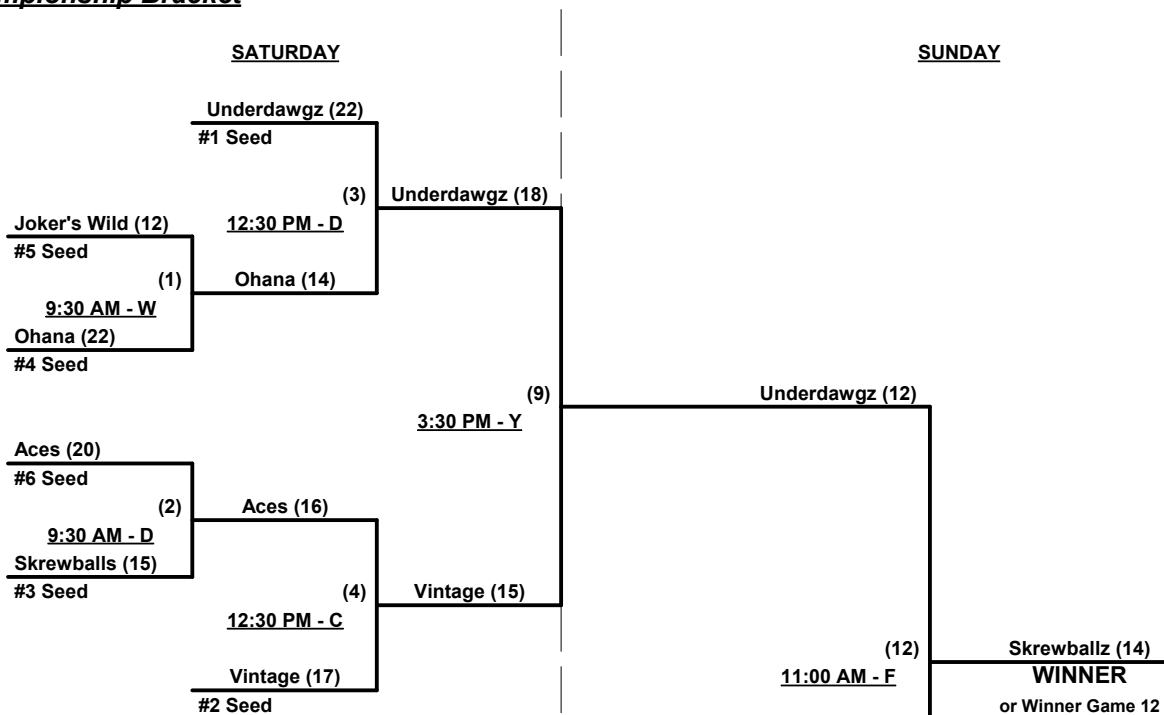 SATURDAY
SUNDAY
Underdawgz (22)
#1 Seed
(3)
Underdawgz (18)
Joker's Wild (12)
12:30 PM - D
#5 Seed
(1)
Ohana (14)
9:30 AM - W
Ohana (22)
#4 Seed
(9)
Underdawgz (12)
3:30 PM - Y
Aces (20)
#6 Seed
(2)
Aces (16)
9:30 AM - D
Skrewballs (15)
#3 Seed
(4)
Vintage (15)
12:30 PM - C
(12)
Skrewballz (14)
Vintage (17)
11:00 AM - F
WINNER
#2 Seed
or Winner Game 12